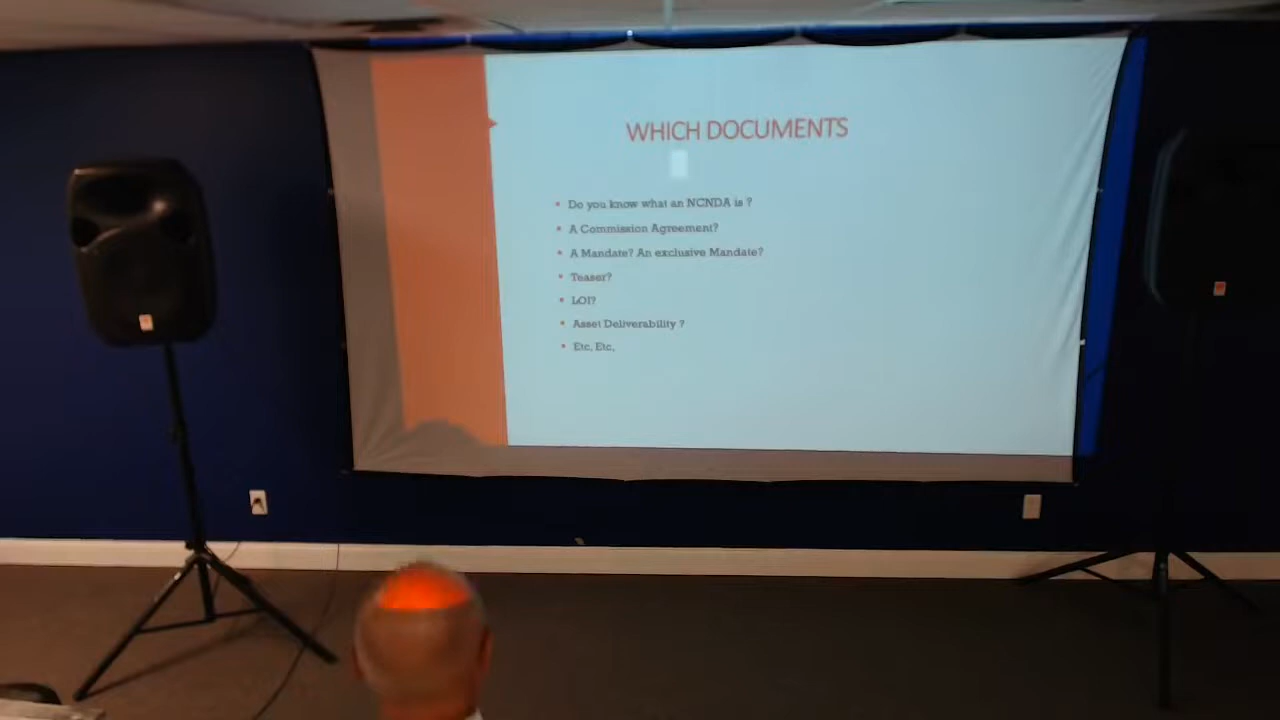 WHICH DOCUMENTS
Do you know what an NCNDA is ?
A Commission Agreement?
A Mandate? An exclusive Mandate?
Teaser?
LOI?
Asset Deliverability ?
Etc, Etc,